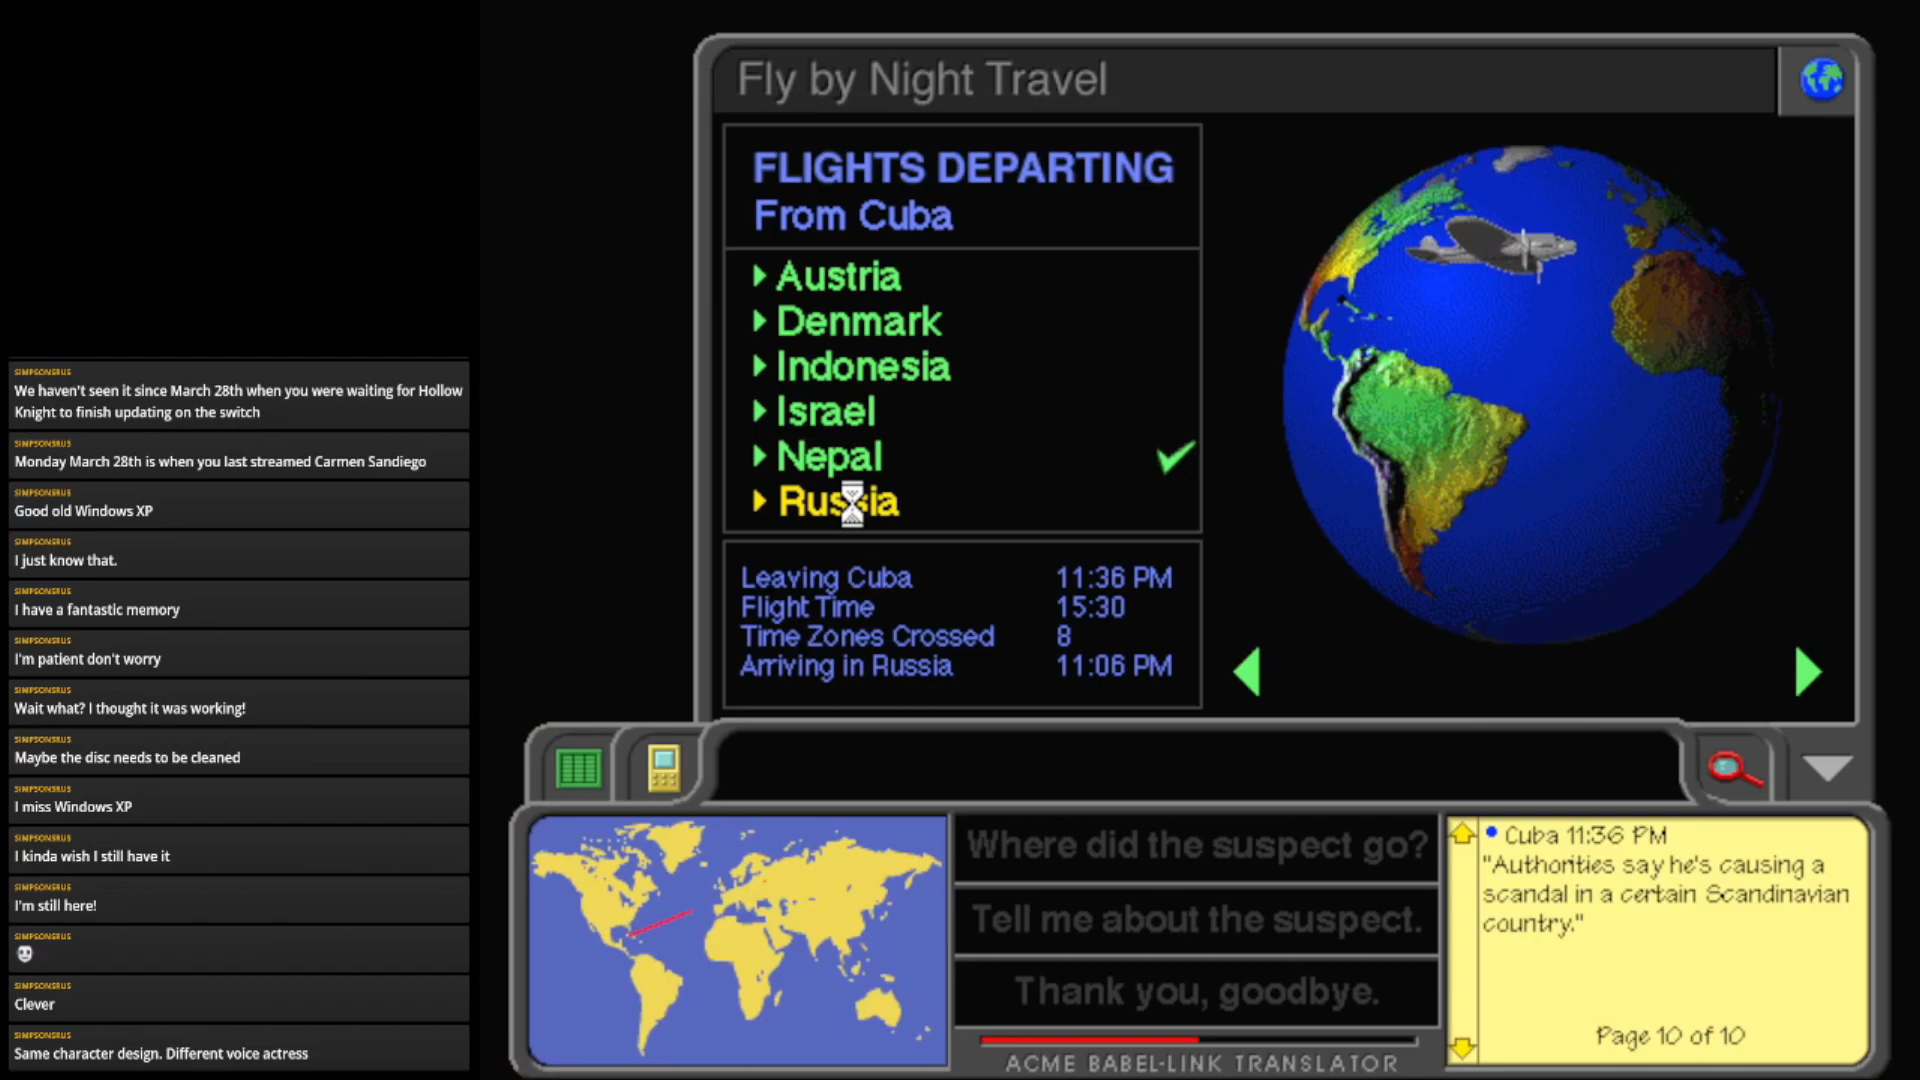 SIMPSONSRUS
We haven't seen it since March 28th when you were waiting for Hollow
Knight to finish updating on the switch
SIMPSONSRUS
Monday March 28th is when you last streamed Carmen Sandiego
SIMPSONSRUS
Good old Windows XP
SIMPSONSRUS
I just know that.
SIMPSONSRUS
I have a fantastic memory
SIMPSONSRUS
I'm patient don't worry
SIMPSONSRUS
Wait what? I thought it was working!
SIMPSONSRUS
Maybe the disc needs to be cleaned
SIMPSONSRUS
I miss Windows XP
SIMPSONSRUS
I kinda wish I still have it
SIMPSONSRUS
I'm still here!
SIMPSONSRUS
SIMPSONSRUS
Clever
SIMPSONSRUS
Same character design. Different voice actress
Fly by Night Travel
FLIGHTS DEPARTING
From Cuba
Austria
Denmark
Indonesia
Israel
Nepal
Russia
Leaving Cuba 11:36 PM
Flight Time 15:30
Time Zones Crossed 8
Arriving in Russia 11:06 PM
Where did the suspect go?
Tell me about the suspect.
Thank you, goodbye.
ACME BABEL-LINK TRANSLATOR
Cuba 11:36 PM
"Authorities say he's causing a
scandal in a certain Scandinavian
country."
Page 10 of 10